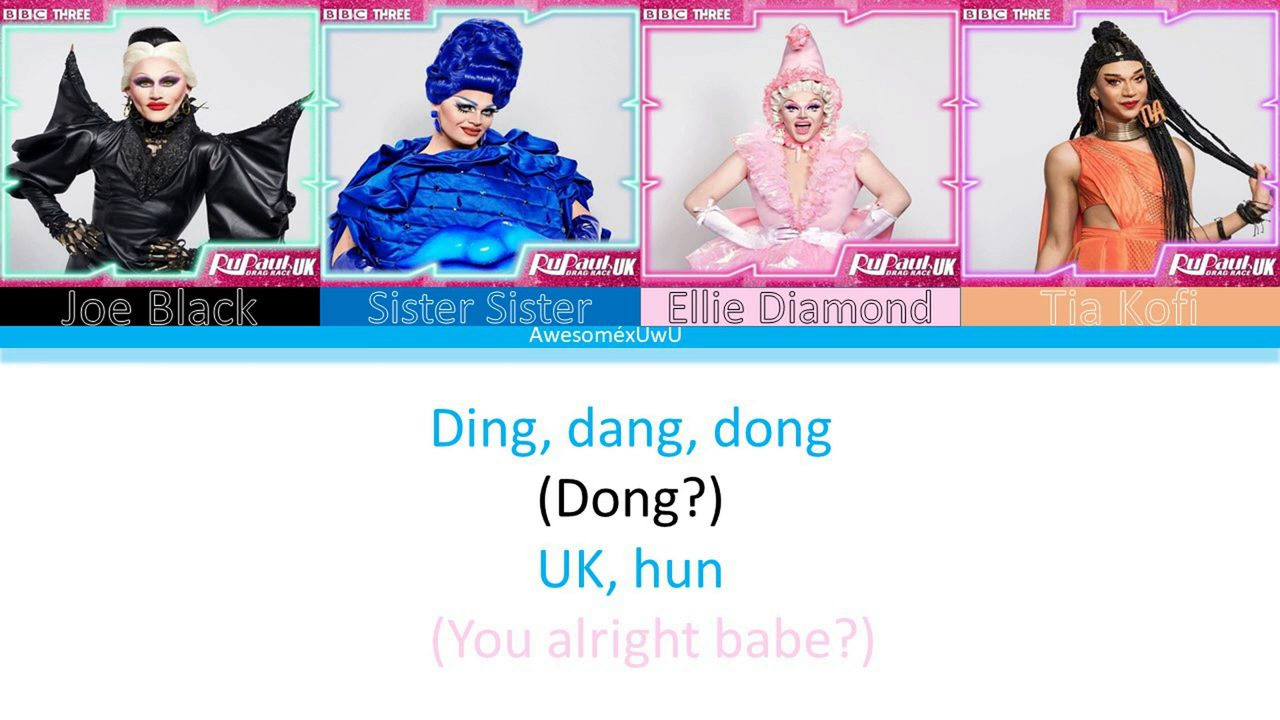 BBC THREE
BBC THREE
BBC THREE
BBC THREE
TIA
RuPaul's DRAG RACE UK
RuPaul's DRAG RACE UK
RuPaul's DRAG RACE UK
RuPaul's DRAG RACE UK
Joe Black
Sister Sister
Ellie Diamond
Tia Kofi
AwesoméxUwU
Ding, dang, dong
(Dong?)
UK, hun
(You alright babe?)